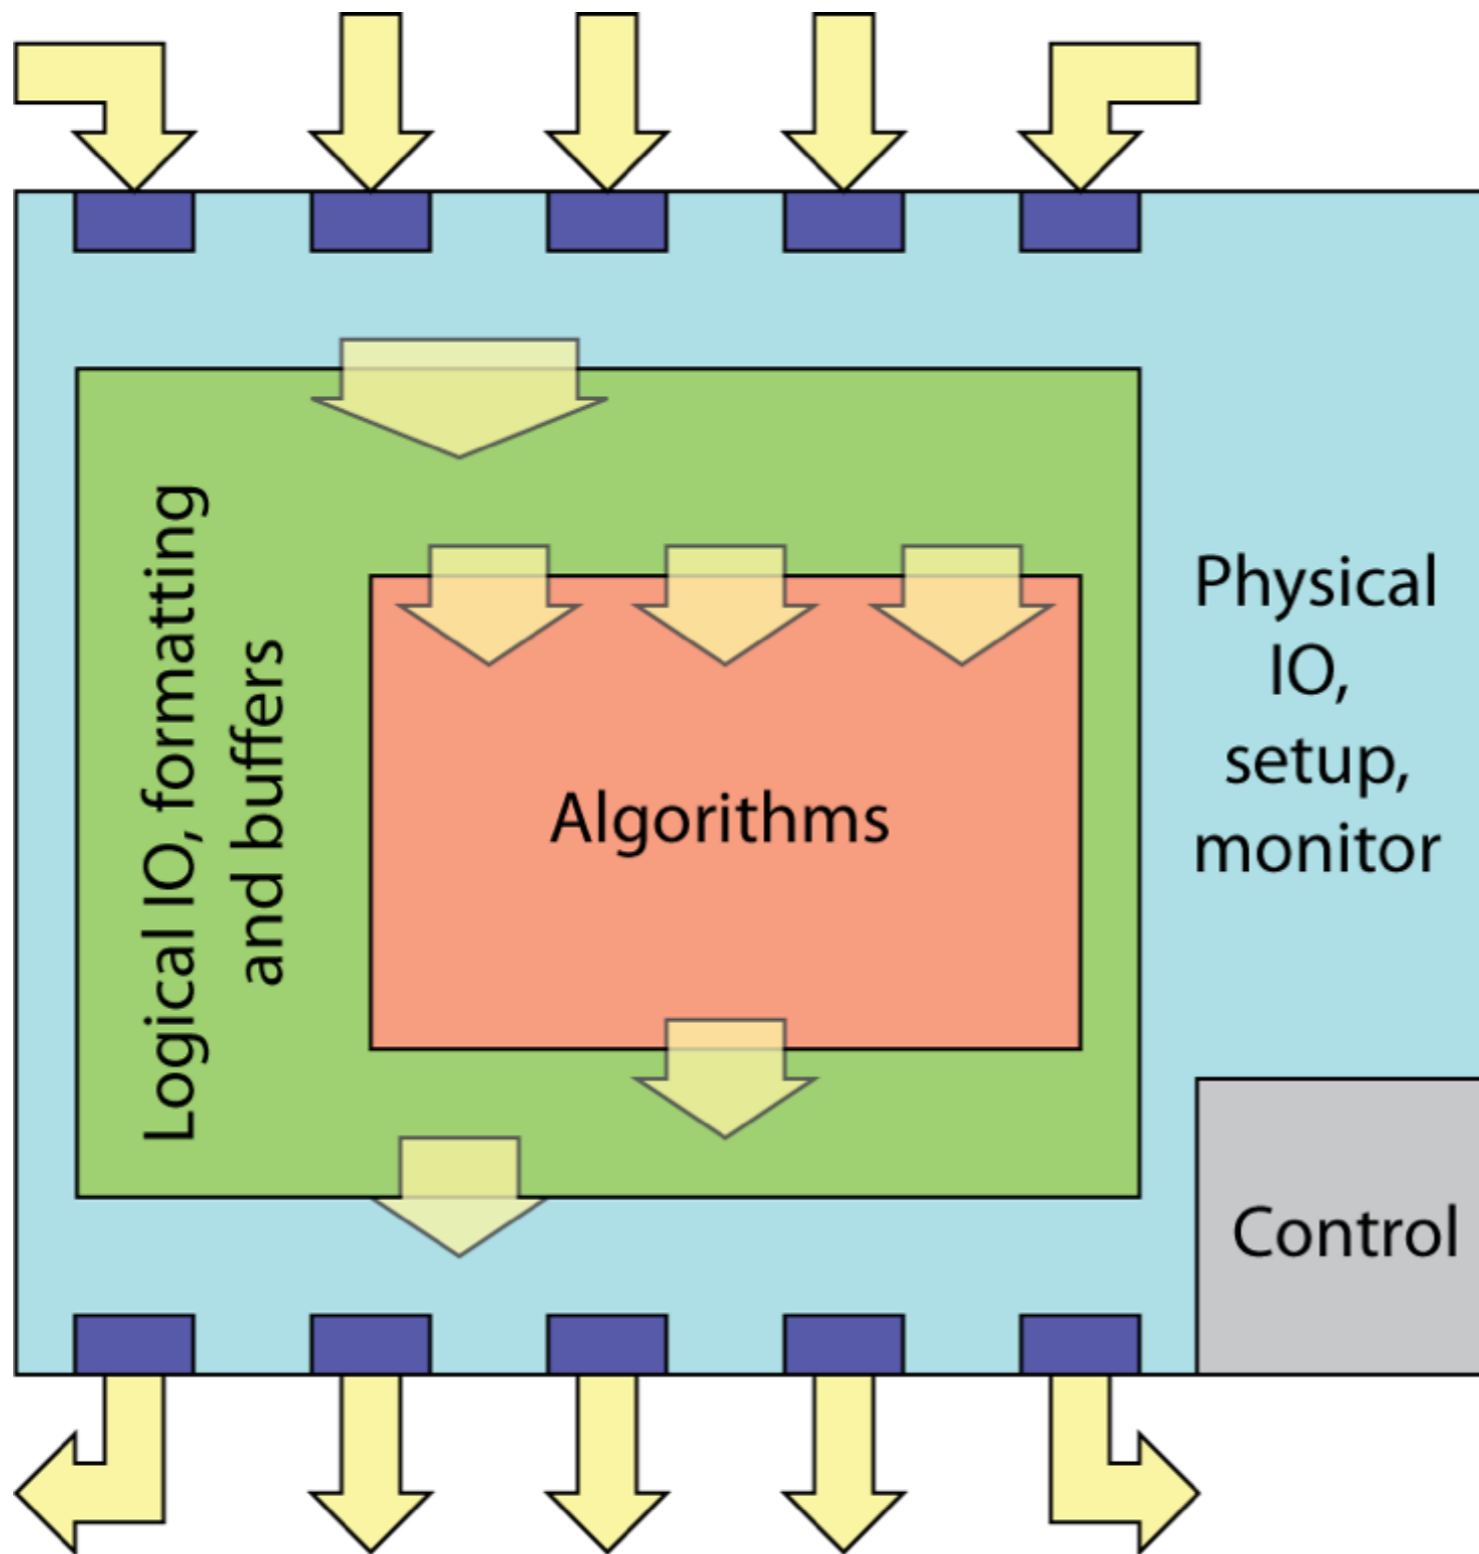 Logical IO, formatting
and buffers
Algorithms
Physical
IO,
setup,
monitor
Control